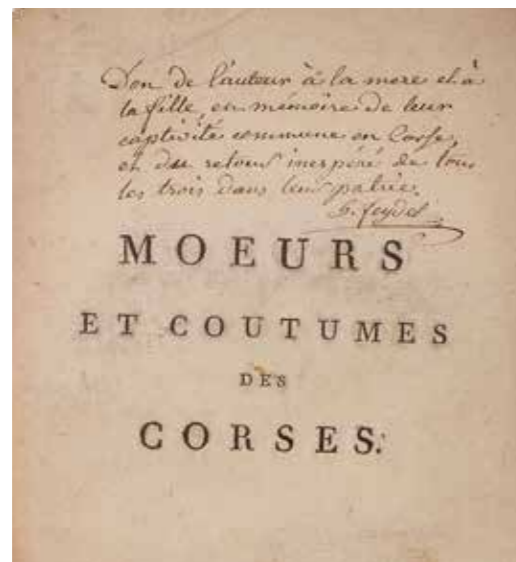 Don de l'auteur à la mere et à
la fille, en mémoire de leur
captivité commune en Corse,
et du retour inespéré de tous
les trois dans leur patrie.
G. feydel
MOEURS
ET COUTUMES
DES
CORSES.